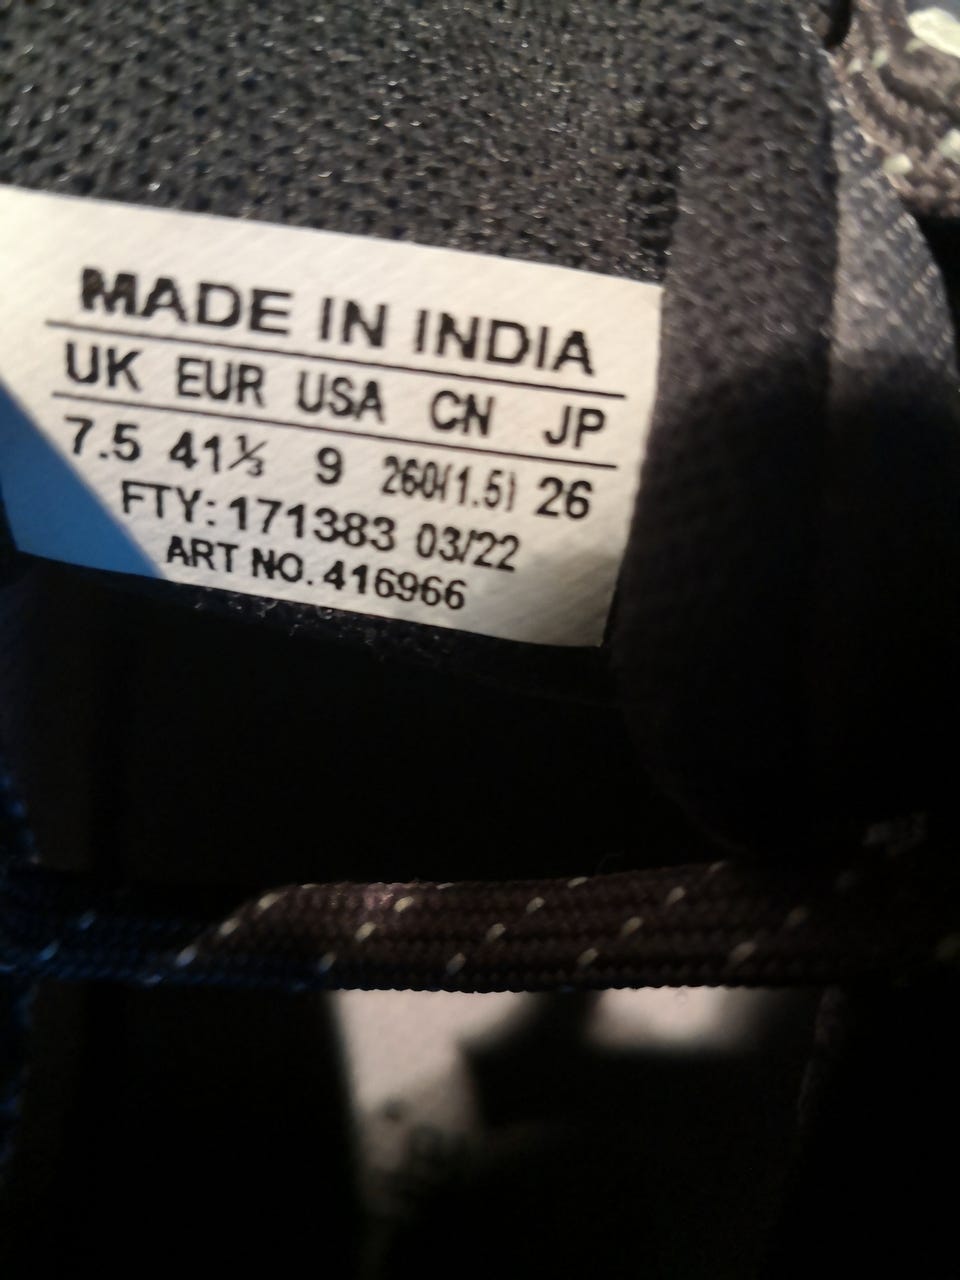 MADE IN INDIA
UK EUR USA CN JP
7.5 41⅓ 9 260(1.5) 26
FTY: 171383 03/22
ART NO. 416966